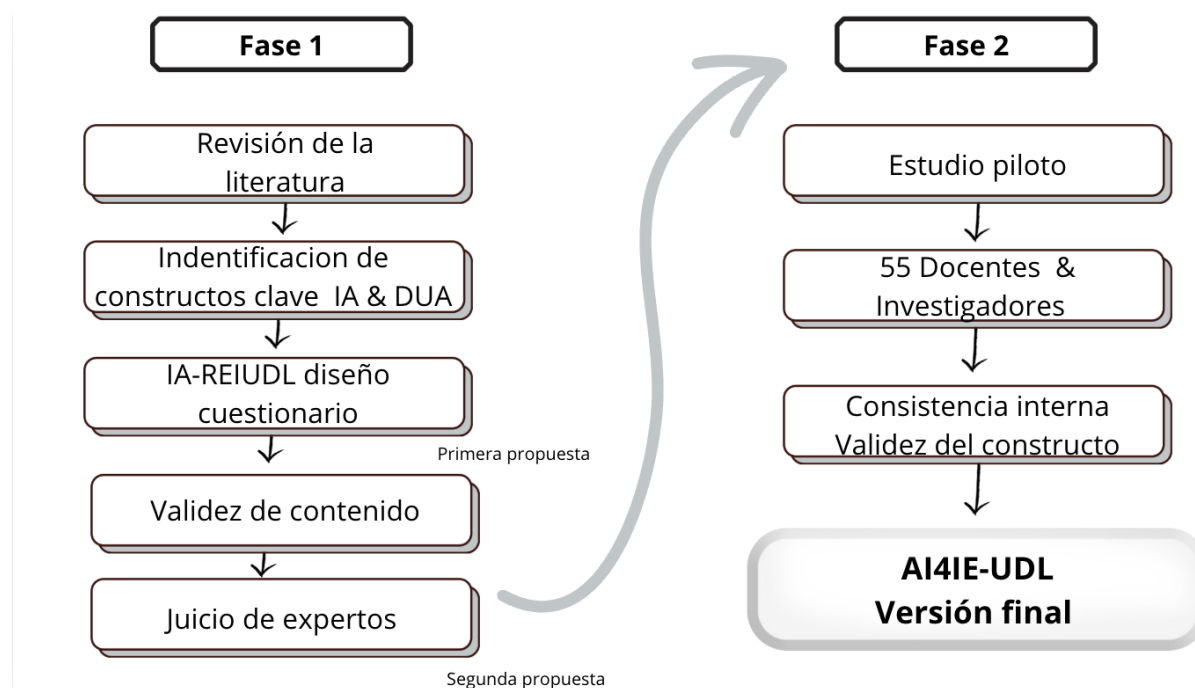 Fase 1
Revisión de la
literatura
Indentificacion de
constructos clave IA & DUA
IA-REIUDL diseño
cuestionario
Primera propuesta
Validez de contenido
Juicio de expertos
Segunda propuesta
Fase 2
Estudio piloto
55 Docentes &
Investigadores
Consistencia interna
Validez del constructo
AI4IE-UDL
Versión final